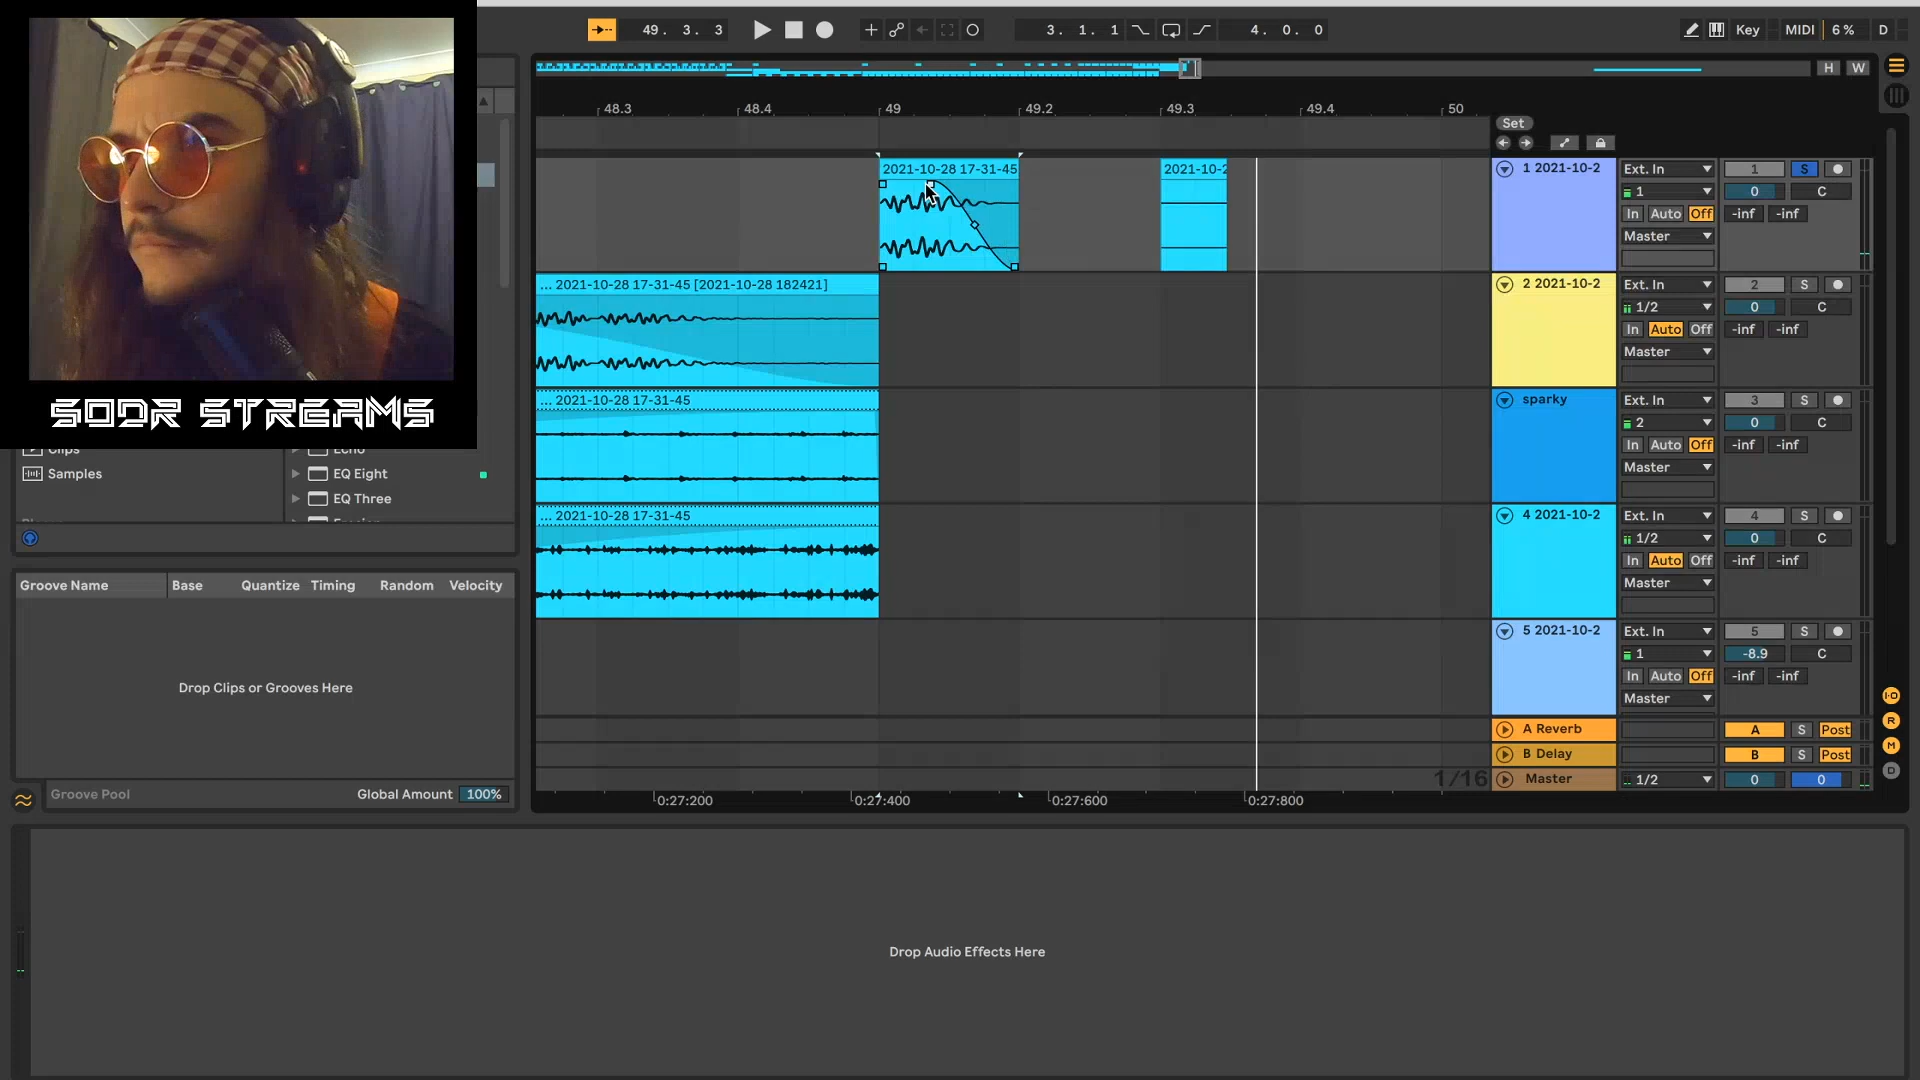 49. 3. 3
3. 1. 1
4. 0. 0
Key
MIDI
6 %
D
H
W
48.3
48.4
49
49.2
49.3
49.4
50
Set
2021-10-28 17-31-45
2021-10-2
1 2021-10-2
Ext. In
1
S
1
0
C
In
Auto
Off
-inf
-inf
Master
SODR STREAMS
... 2021-10-28 17-31-45 [2021-10-28 182421]
2 2021-10-2
Ext. In
2
S
1/2
0
C
In
Auto
Off
-inf
-inf
Master
... 2021-10-28 17-31-45
sparky
Ext. In
3
S
2
0
C
In
Auto
Off
-inf
-inf
Master
Clips
Samples
Echo
EQ Eight
EQ Three
... 2021-10-28 17-31-45
4 2021-10-2
Ext. In
4
S
1/2
0
C
In
Auto
Off
-inf
-inf
Master
Groove Name
Base
Quantize
Timing
Random
Velocity
Drop Clips or Grooves Here
5 2021-10-2
Ext. In
5
S
1
-8.9
C
In
Auto
Off
-inf
-inf
Master
I·O
R
M
D
A Reverb
A
S
Post
B Delay
B
S
Post
1/16
Master
1/2
0
0
Groove Pool
Global Amount
100%
0:27:200
0:27:400
0:27:600
0:27:800
Drop Audio Effects Here